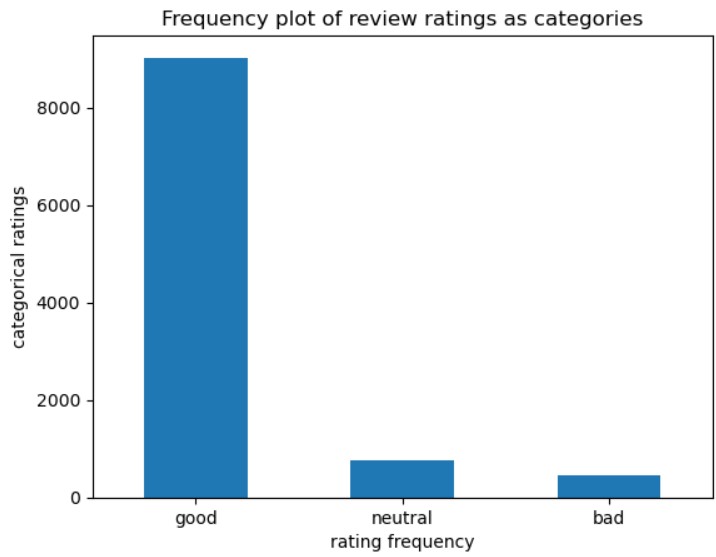 Frequency plot of review ratings as categories
categorical ratings
8000
6000
4000
2000
0
good neutral bad
rating frequency